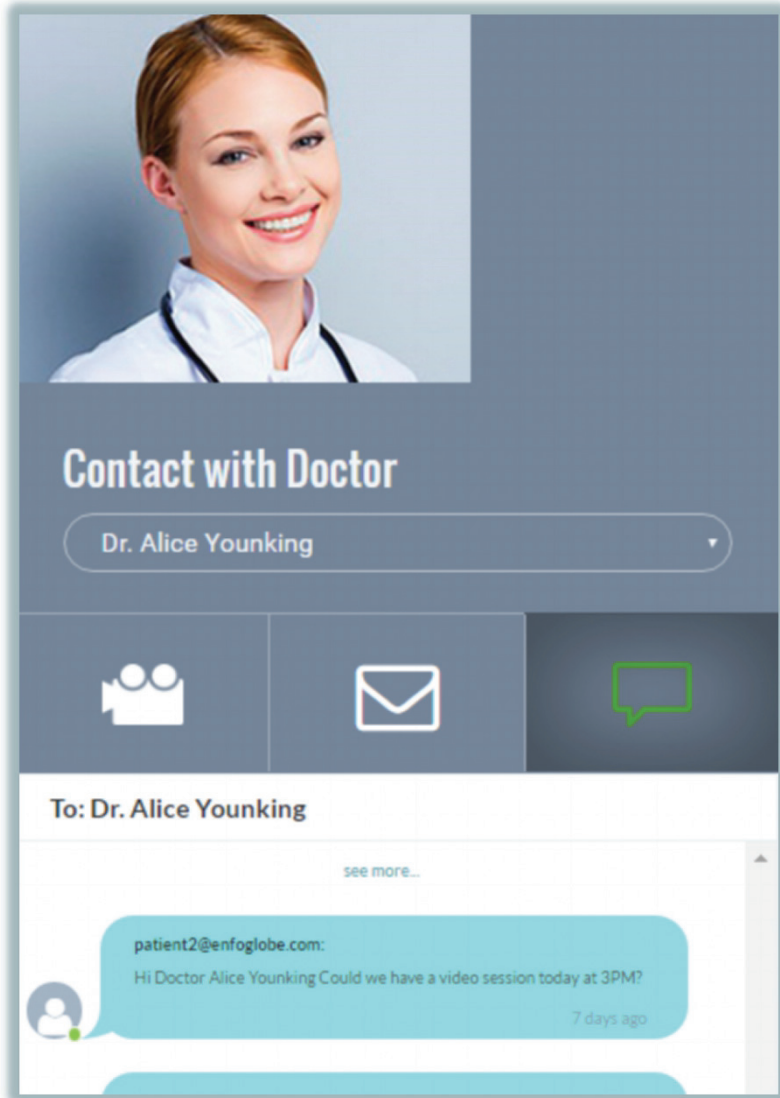 Contact with Doctor
Dr. Alice Younking
To: Dr. Alice Younking
see more...
patient2@enfoglobe.com:
Hi Doctor Alice Younking Could we have a video session today at 3PM?
7 days ago